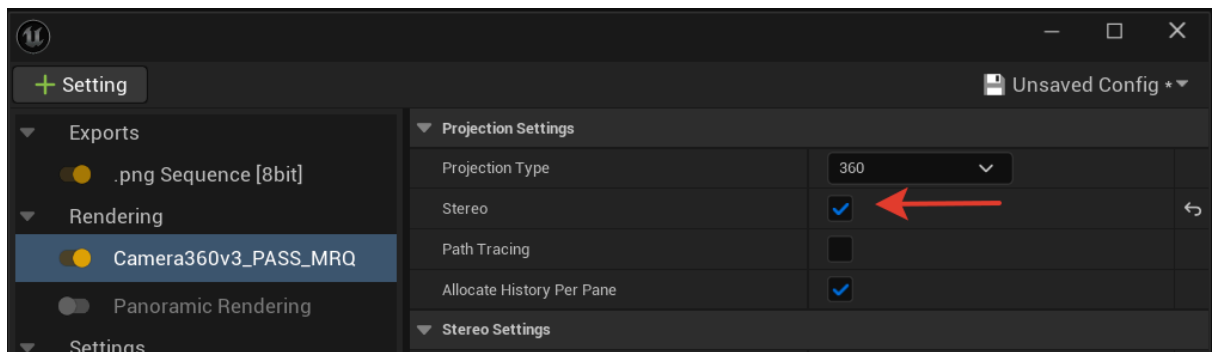 + Setting
Unsaved Config *
Exports
.png Sequence [8bit]
Rendering
Camera360v3_PASS_MRQ
Panoramic Rendering
Settings
Projection Settings
Projection Type
360
Stereo
Path Tracing
Allocate History Per Pane
Stereo Settings